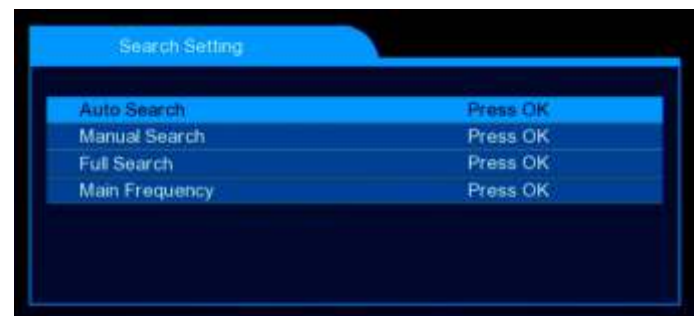 Search Setting
Auto Search Press OK
Manual Search Press OK
Full Search Press OK
Main Frequency Press OK